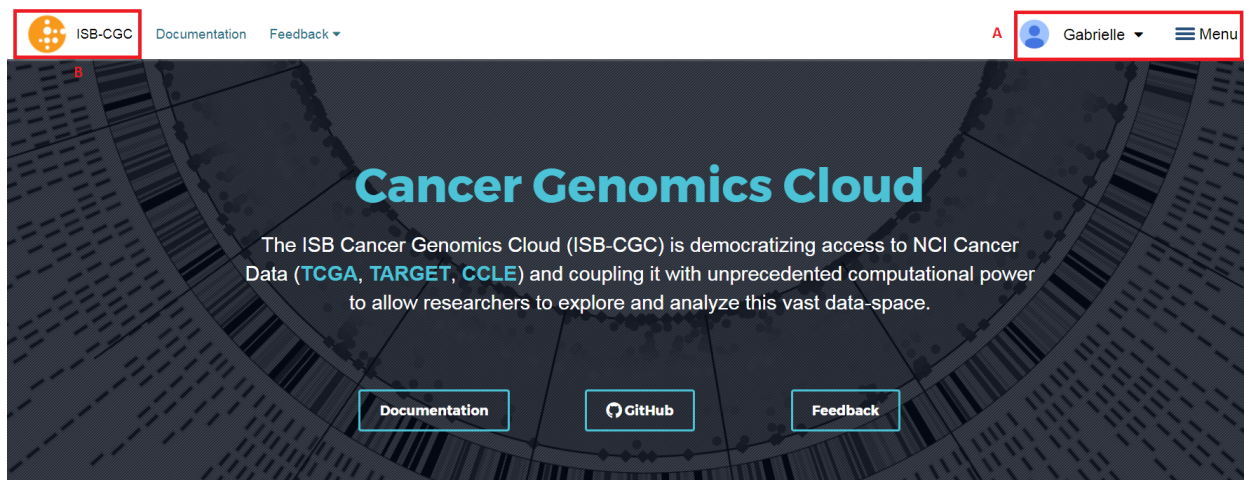 ISB-CGC Documentation Feedback A Gabrielle Menu
B
Cancer Genomics Cloud
The ISB Cancer Genomics Cloud (ISB-CGC) is democratizing access to NCI Cancer
Data (TCGA, TARGET, CCLE) and coupling it with unprecedented computational power
to allow researchers to explore and analyze this vast data-space.
Documentation GitHub Feedback